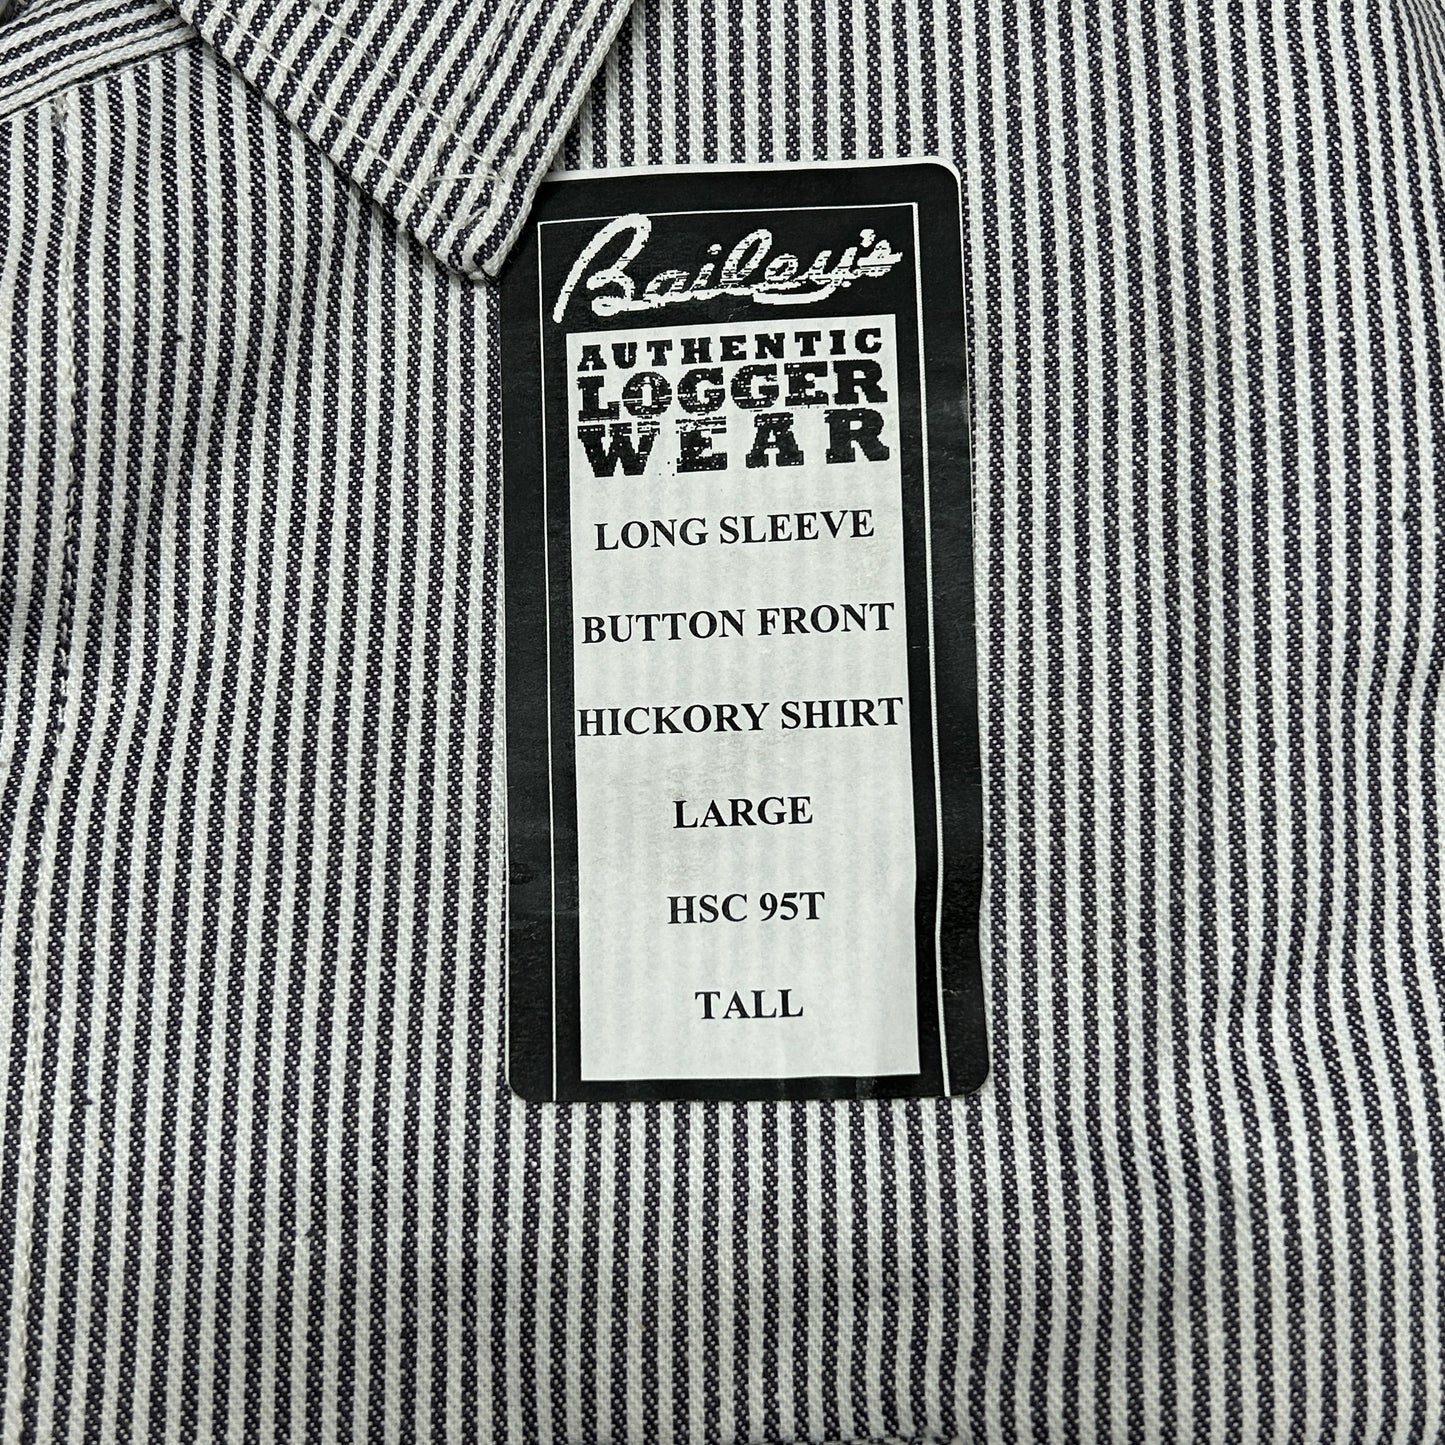 Bailey's
AUTHENTIC
LOGGER
WEAR
LONG SLEEVE
BUTTON FRONT
HICKORY SHIRT
LARGE
HSC 95T
TALL